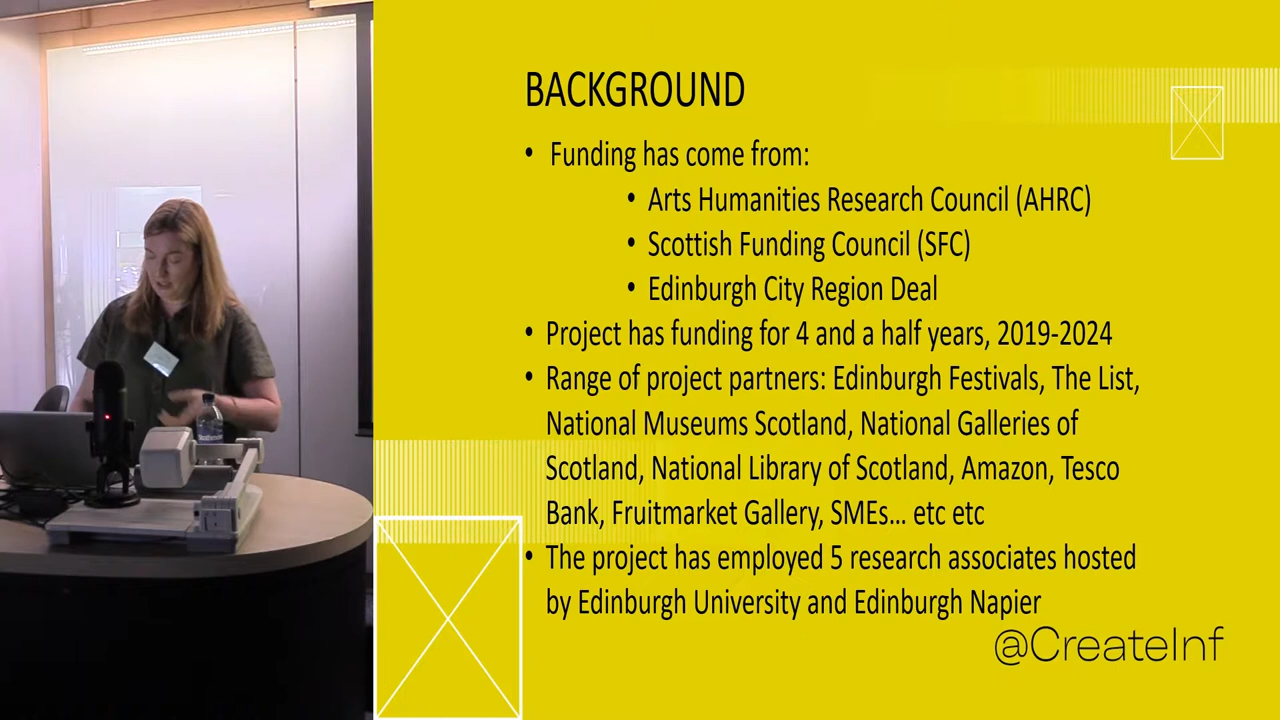 BACKGROUND
• Funding has come from:
• Arts Humanities Research Council (AHRC)
• Scottish Funding Council (SFC)
• Edinburgh City Region Deal
• Project has funding for 4 and a half years, 2019-2024
• Range of project partners: Edinburgh Festivals, The List,
National Museums Scotland, National Galleries of
Scotland, National Library of Scotland, Amazon, Tesco
Bank, Fruitmarket Gallery, SMEs... etc etc
• The project has employed 5 research associates hosted
by Edinburgh University and Edinburgh Napier
@CreateInf